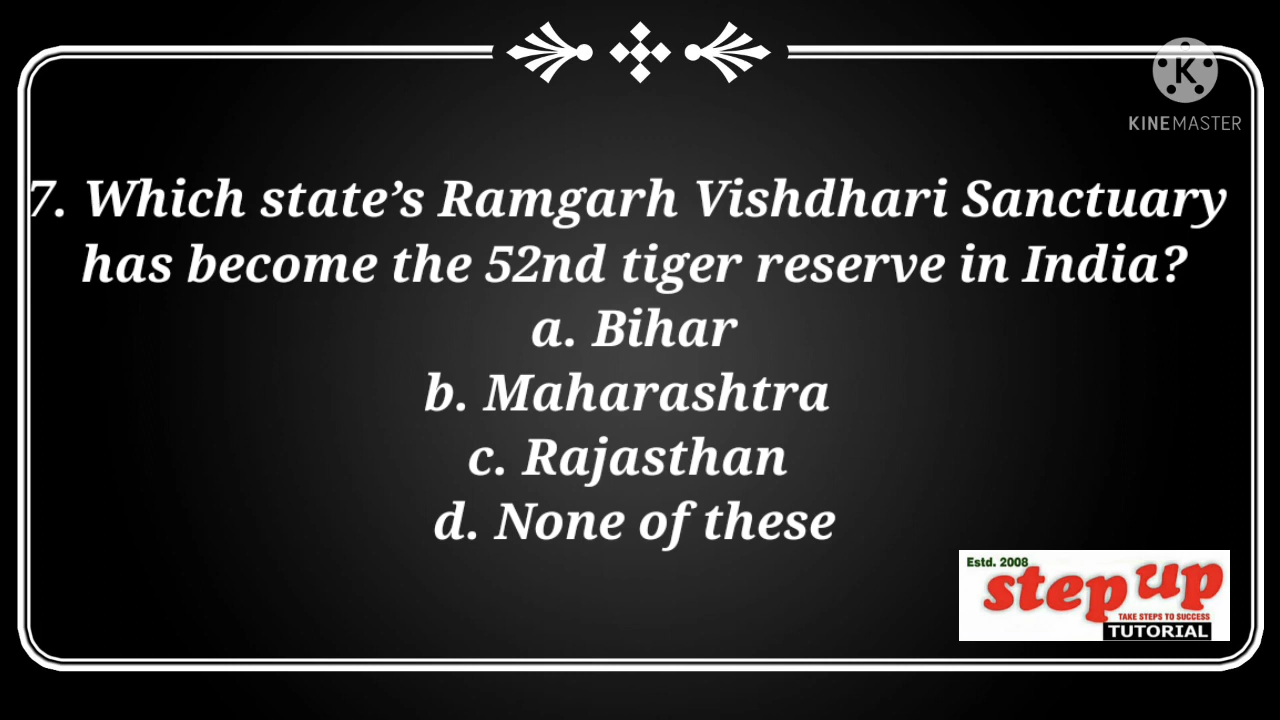 K
KINEMASTER
7. Which state’s Ramgarh Vishdhari Sanctuary
has become the 52nd tiger reserve in India?
a. Bihar
b. Maharashtra
c. Rajasthan
d. None of these
Estd. 2008
step up
TAKE STEPS TO SUCCESS
TUTORIAL